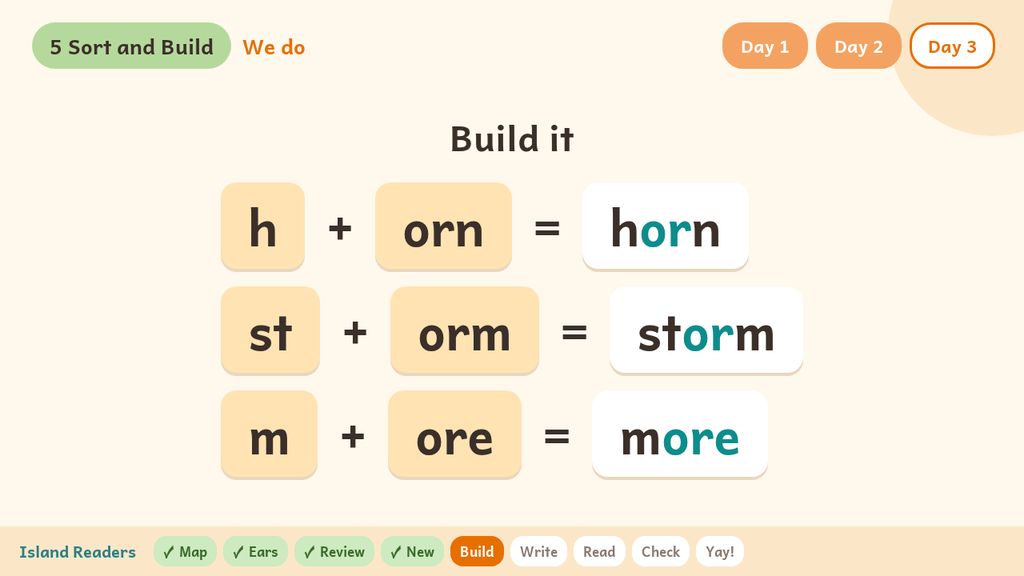 5 Sort and Build We do Day 1 Day 2 Day 3
Build it
h + orn = horn
st + orm = storm
m + ore = more
Island Readers ✓ Map ✓ Ears ✓ Review ✓ New Build Write Read Check Yay!